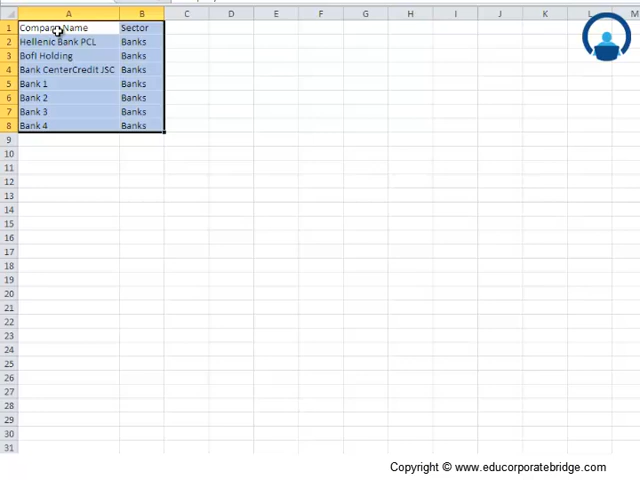 A B C D E F G H I J K L M
1 Company Name Sector
2 Hellenic Bank PCL Banks
3 BofI Holding Banks
4 Bank CenterCredit JSC Banks
5 Bank 1 Banks
6 Bank 2 Banks
7 Bank 3 Banks
8 Bank 4 Banks
9
10
11
12
13
14
15
16
17
18
19
20
21
22
23
24
25
26
27
28
29
30
31
Copyright © www.educorporatebridge.com